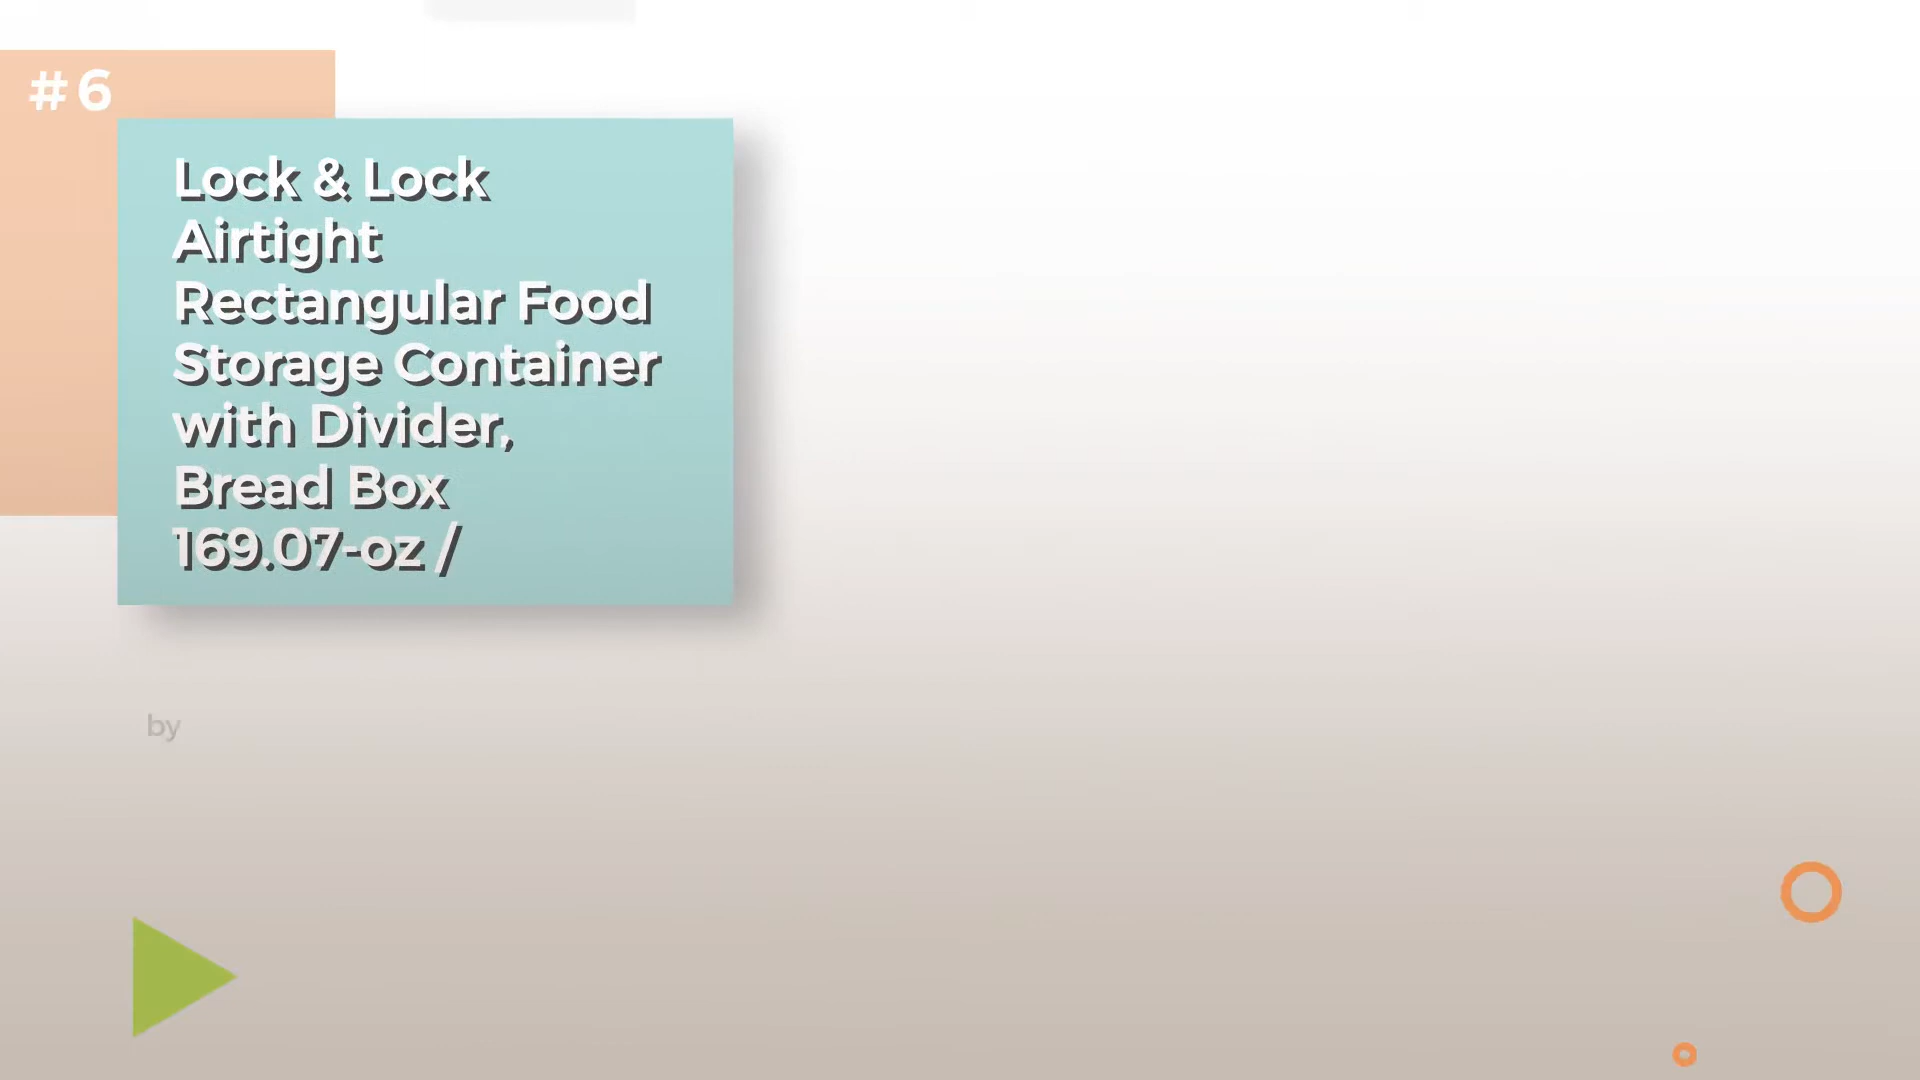 #6
Lock & Lock
Airtight
Rectangular Food
Storage Container
with Divider,
Bread Box
169.07-oz /
by